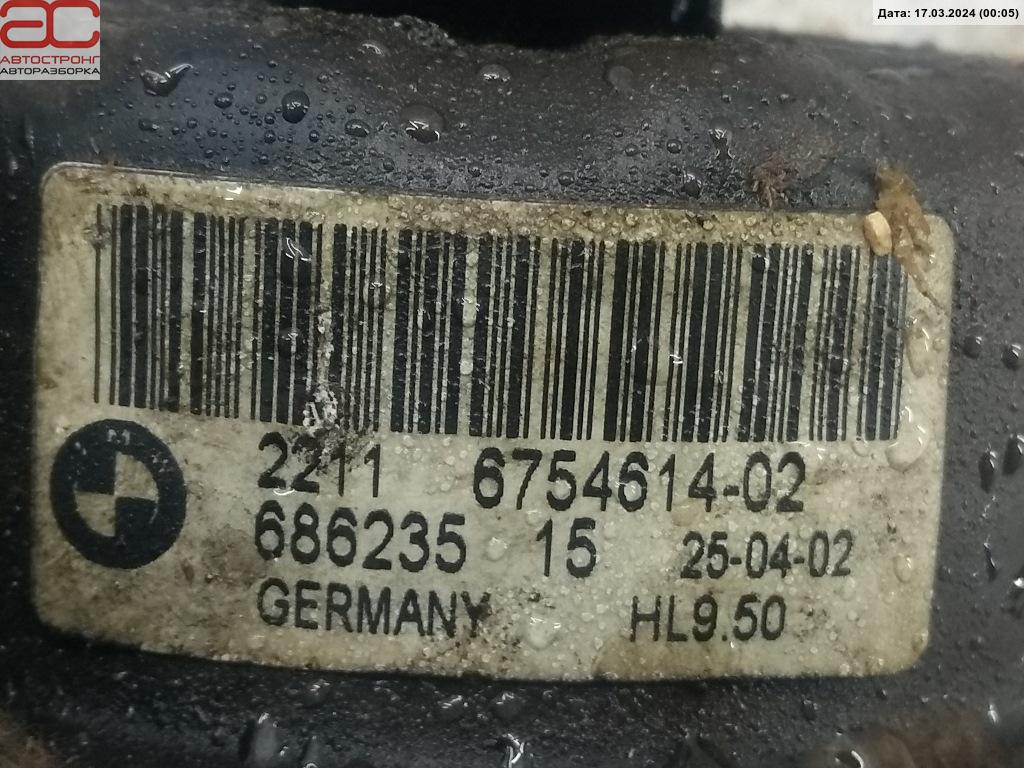 Дата: 17.03.2024 (00:05)
АС
АВТОСТРОНГ
АВТОРАЗБОРКА
2211 6754614-02
686235 15 25-04-02
GERMANY HL9.50